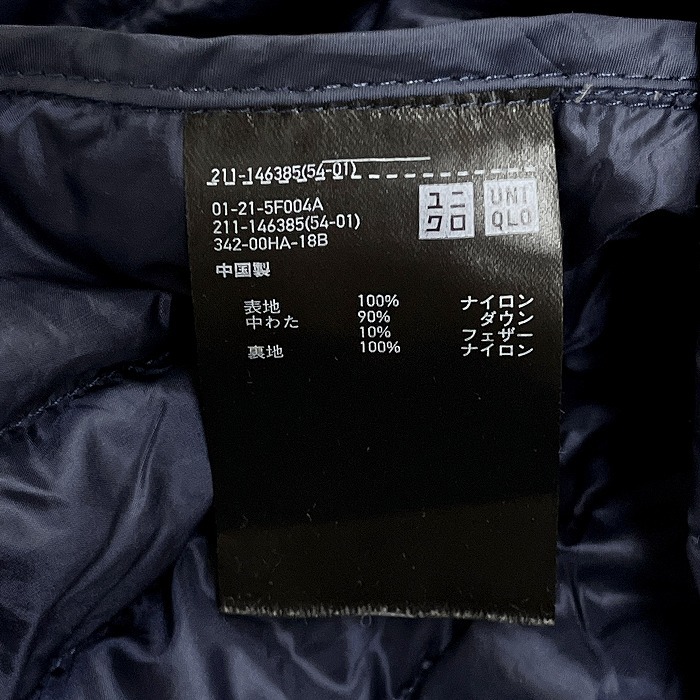 211-146385(54-01)
01-21-5F004A
211-146385(54-01)
342-00HA-18B
ユニクロ
UNIQLO
中国製
表地 100% ナイロン
中わた 90% ダウン
10% フェザー
裏地 100% ナイロン